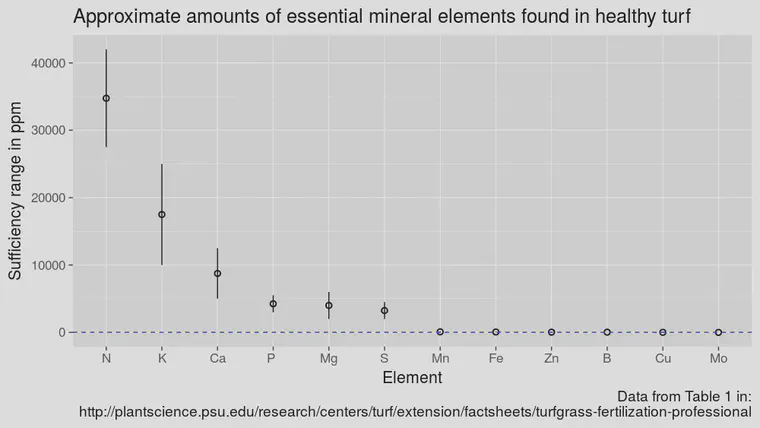 Approximate amounts of essential mineral elements found in healthy turf
Sufficiency range in ppm
40000
30000
20000
10000
0
N K Ca P Mg S Mn Fe Zn B Cu Mo
Element
Data from Table 1 in:
http://plantscience.psu.edu/research/centers/turf/extension/factsheets/turfgrass-fertilization-professional